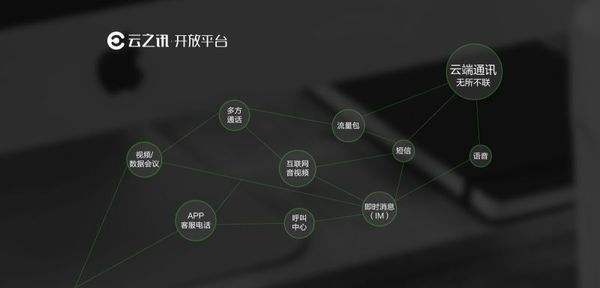 云之讯·开放平台
云端通讯
无所不联
多方
通话
流量包
视频/
数据会议
互联网
音视频
短信
语音
APP
客服电话
呼叫
中心
即时消息
(IM)